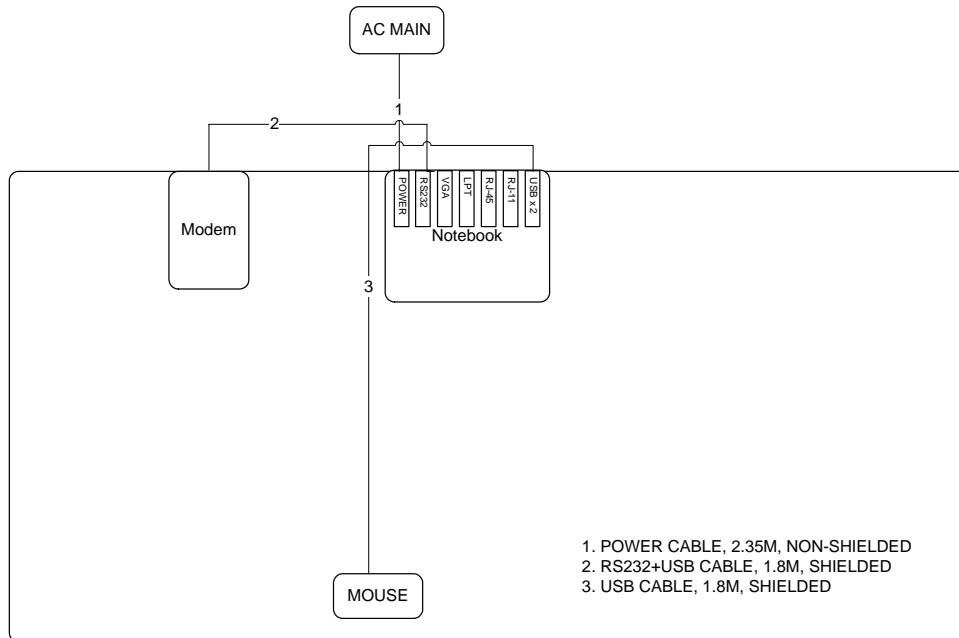 AC MAIN
1
2
POWER
RS232
VGA
LPT
RJ-45
RJ-11
USB x 2
Modem
Notebook
3
1. POWER CABLE, 2.35M, NON-SHIELDED
2. RS232+USB CABLE, 1.8M, SHIELDED
3. USB CABLE, 1.8M, SHIELDED
MOUSE